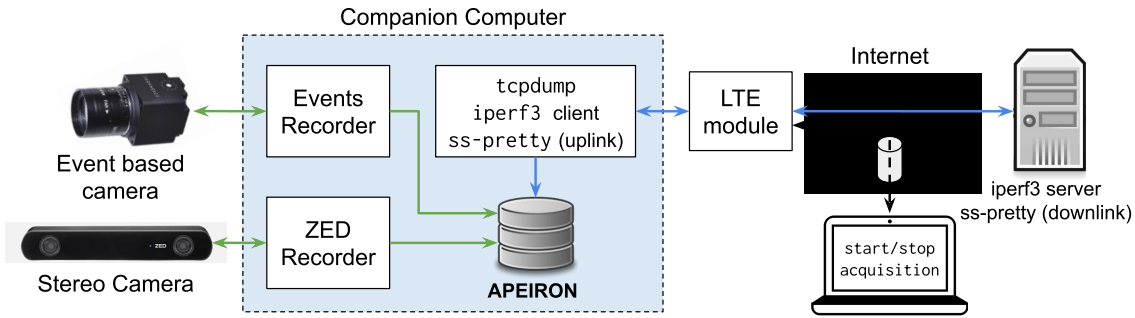 Companion Computer
Events
Recorder
tcpdump
iperf3 client
ss-pretty (uplink)
LTE
module
Internet
Event based
camera
iperf3 server
ss-pretty (downlink)
ZED
ZED
Recorder
Stereo Camera
APEIRON
start/stop
acquisition